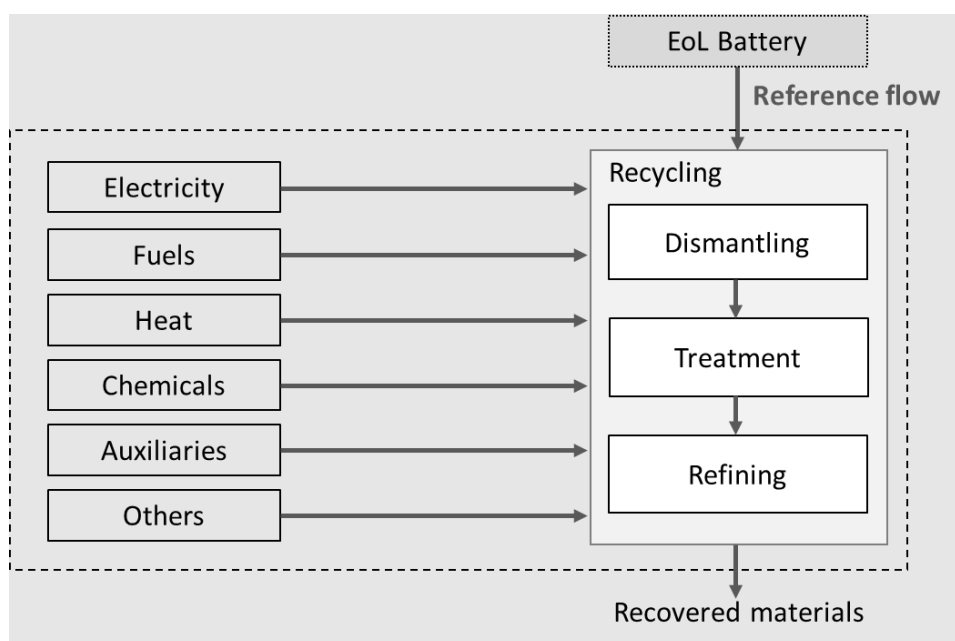 EoL Battery
Reference flow
Recycling
Electricity
Dismantling
Fuels
Heat
Treatment
Chemicals
Auxiliaries
Refining
Others
Recovered materials